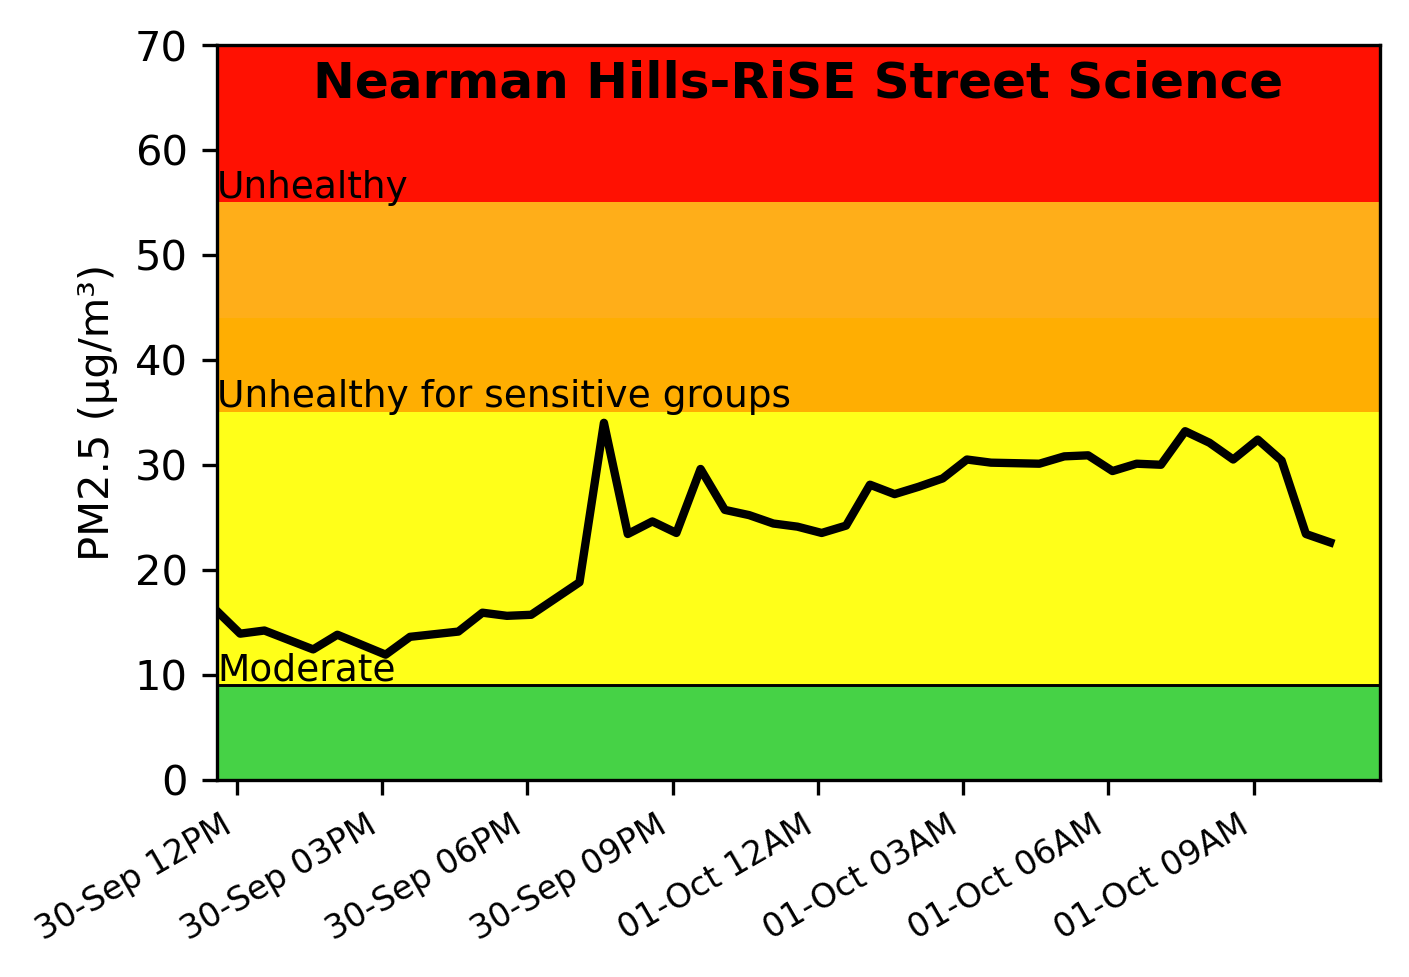 Nearman Hills-RiSE Street Science
70
60
50
40
30
20
10
0
PM2.5 (µg/m³)
Unhealthy
Unhealthy for sensitive groups
Moderate
30-Sep 12PM
30-Sep 03PM
30-Sep 06PM
30-Sep 09PM
01-Oct 12AM
01-Oct 03AM
01-Oct 06AM
01-Oct 09AM